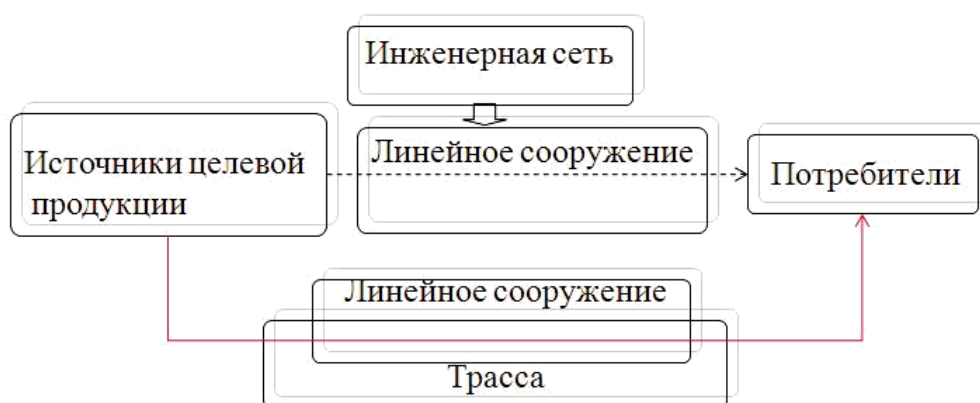 Инженерная сеть
Источники целевой
продукции
Линейное сооружение
Потребители
Линейное сооружение
Трасса